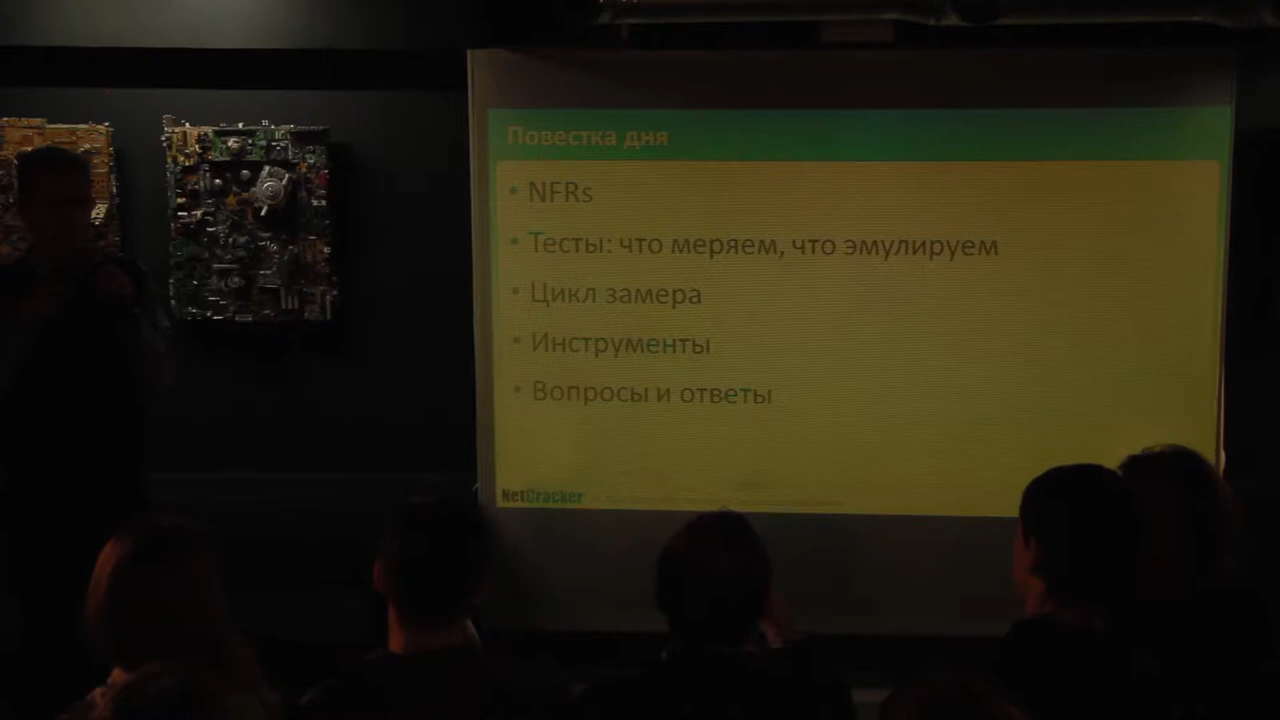 Повестка дня
• NFRs
• Тесты: что меряем, что эмулируем
• Цикл замера
• Инструменты
• Вопросы и ответы
NetCracker